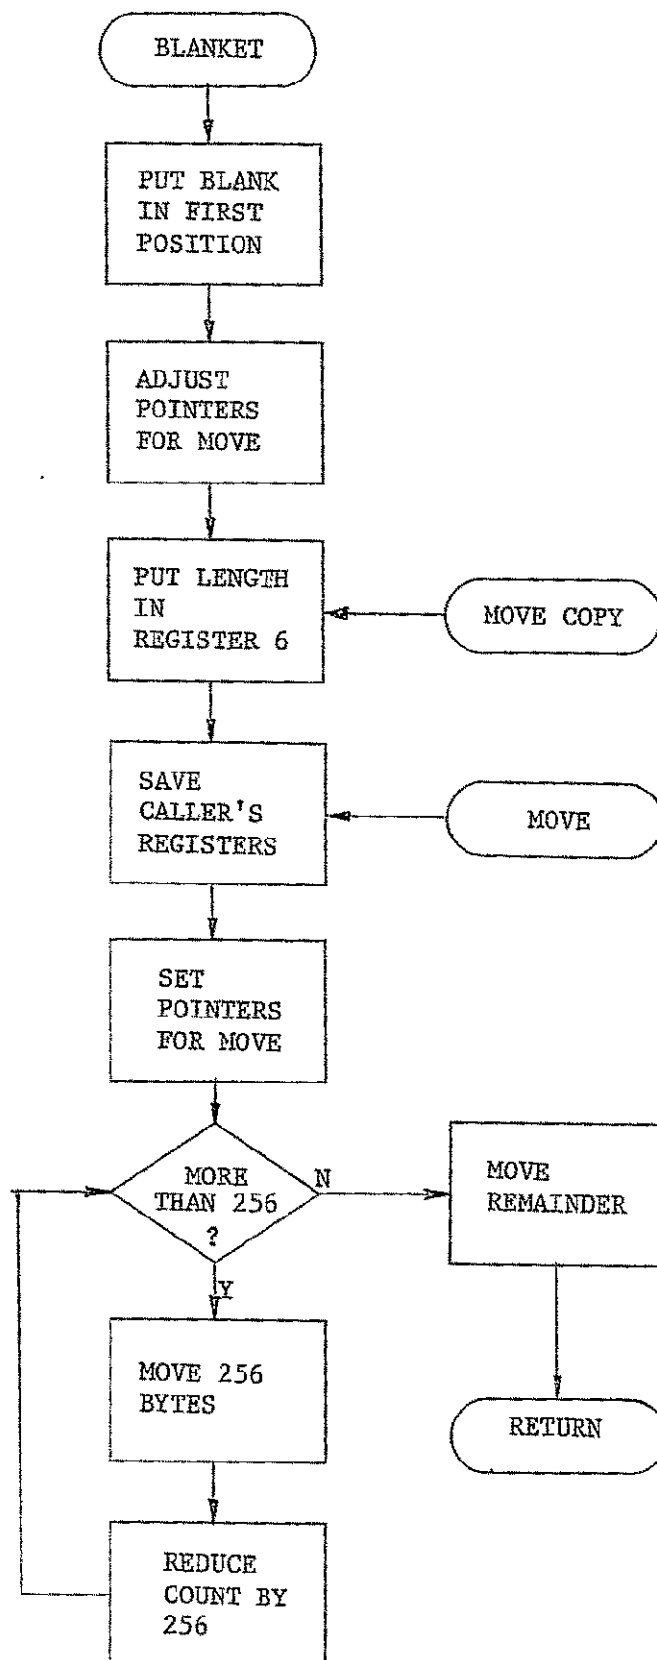 BLANKET
PUT BLANK
IN FIRST
POSITION
ADJUST
POINTERS
FOR MOVE
PUT LENGTH
IN
REGISTER 6
MOVE COPY
SAVE
CALLER'S
REGISTERS
MOVE
SET
POINTERS
FOR MOVE
MORE
THAN 256
?
N
MOVE
REMAINDER
Y
MOVE 256
BYTES
RETURN
REDUCE
COUNT BY
256